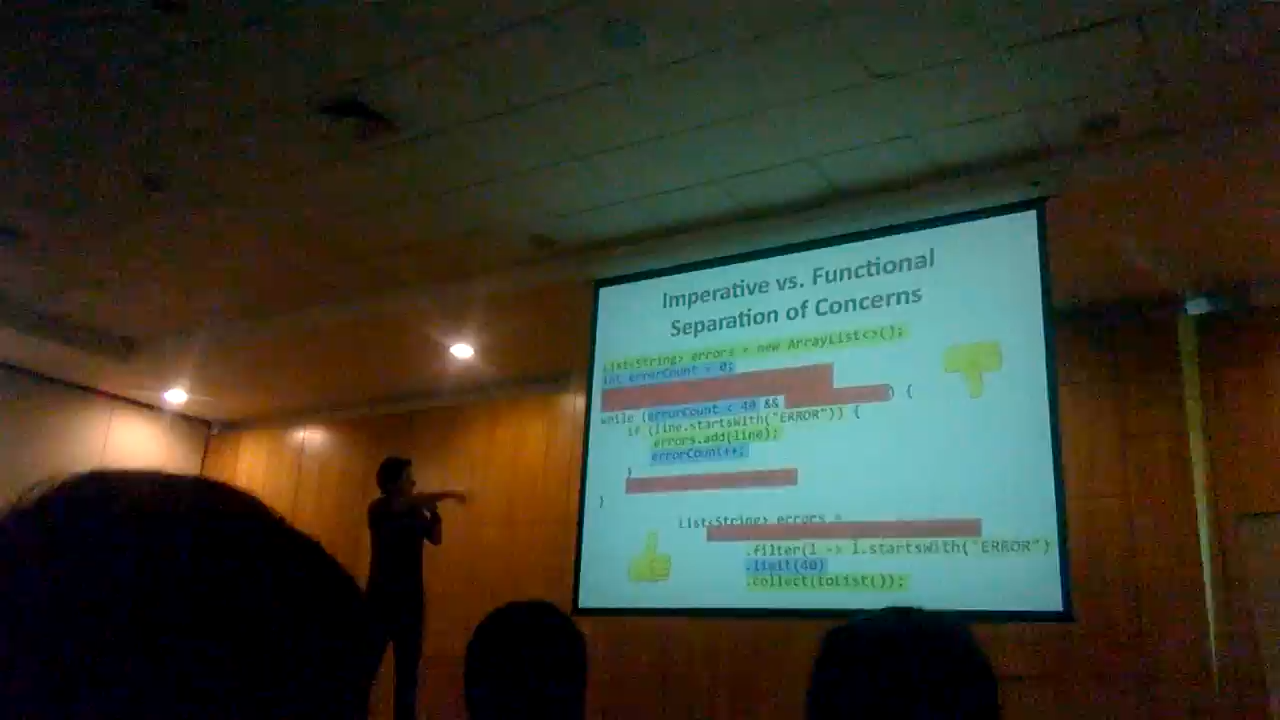 Imperative vs. Functional
Separation of Concerns
List<String> errors = new ArrayList<>();
int errorCount = 0;
while (errorCount < 40 && ) {
if (line.startsWith("ERROR")) {
errors.add(line);
errorCount++;
}
}
List<String> errors =
.filter(l -> l.startsWith("ERROR")
.limit(40)
.collect(toList());